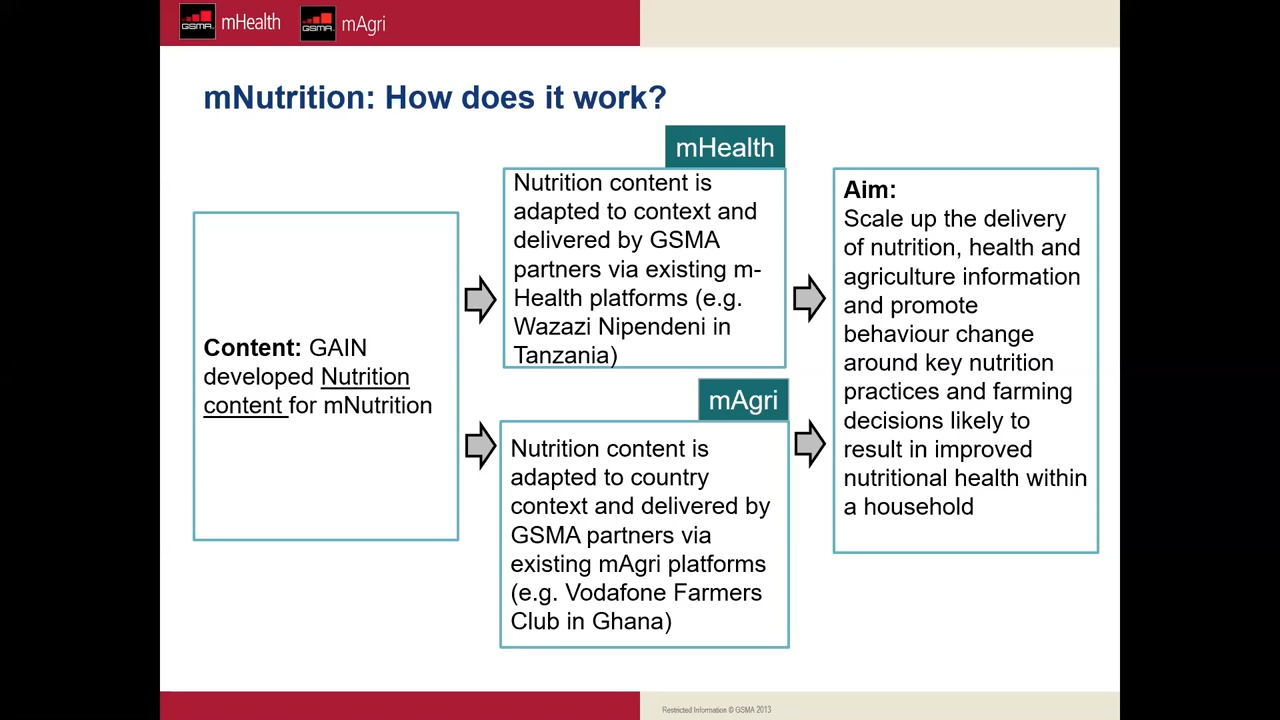 GSMA mHealth GSMA mAgri
mNutrition: How does it work?
Content: GAIN
developed Nutrition
content for mNutrition
mHealth
Nutrition content is
adapted to context and
delivered by GSMA
partners via existing m-
Health platforms (e.g.
Wazazi Nipendeni in
Tanzania)
mAgri
Nutrition content is
adapted to country
context and delivered by
GSMA partners via
existing mAgri platforms
(e.g. Vodafone Farmers
Club in Ghana)
Aim:
Scale up the delivery
of nutrition, health and
agriculture information
and promote
behaviour change
around key nutrition
practices and farming
decisions likely to
result in improved
nutritional health within
a household
Restricted Information © GSMA 2013